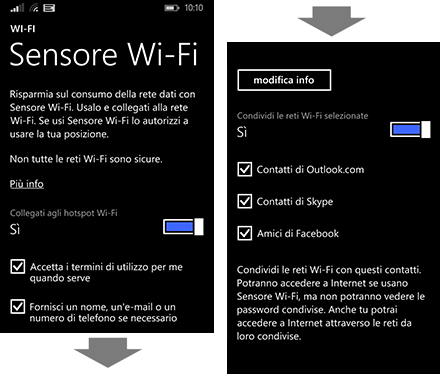 10:10
WI-FI
Sensore Wi-Fi
Risparmia sul consumo della rete dati con
Sensore Wi-Fi. Usalo e collegati alla rete
Wi-Fi. Se usi Sensore Wi-Fi lo autorizzi a
usare la tua posizione.
Non tutte le reti Wi-Fi sono sicure.
Più info
Collegati agli hotspot Wi-Fi
Sì
Accetta i termini di utilizzo per me
quando serve
Fornisci un nome, un'e-mail o un
numero di telefono se necessario
modifica info
Condividi le reti Wi-Fi selezionate
Sì
Contatti di Outlook.com
Contatti di Skype
Amici di Facebook
Condividi le reti Wi-Fi con questi contatti.
Potranno accedere a Internet se usano
Sensore Wi-Fi, ma non potranno vedere le
password condivise. Anche tu potrai
accedere a Internet attraverso le reti da
loro condivise.